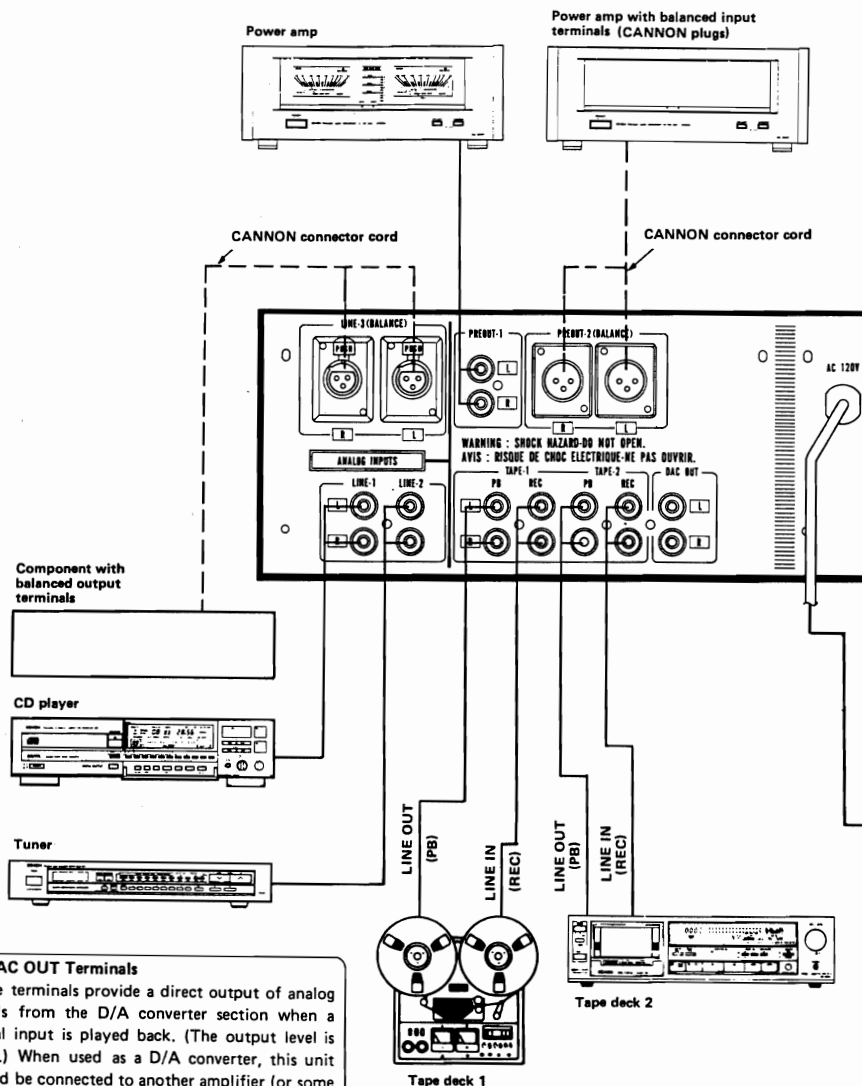 Power amp
Power amp with balanced input
terminals (CANNON plugs)
CANNON connector cord
CANNON connector cord
LINE-3 (BALANCE)
PUSH
PUSH
R
L
PREOUT-1
L
R
PREOUT-2 (BALANCE)
R
L
AC 120V
WARNING : SHOCK HAZARD-DO NOT OPEN.
AVIS : RISQUE DE CHOC ELECTRIQUE-NE PAS OUVRIR.
ANALOG INPUTS
LINE-1
LINE-2
L
R
TAPE-1
TAPE-2
DAC OUT
PB
REC
PB
REC
L
R
L
R
Component with
balanced output
terminals
CD player
Tuner
LINE OUT
(PB)
LINE IN
(REC)
LINE OUT
(PB)
LINE IN
(REC)
Tape deck 1
Tape deck 2
AC OUT Terminals
e terminals provide a direct output of analog
s from the D/A converter section when a
l input is played back. (The output level is
.) When used as a D/A converter, this unit
d be connected to another amplifier (or some